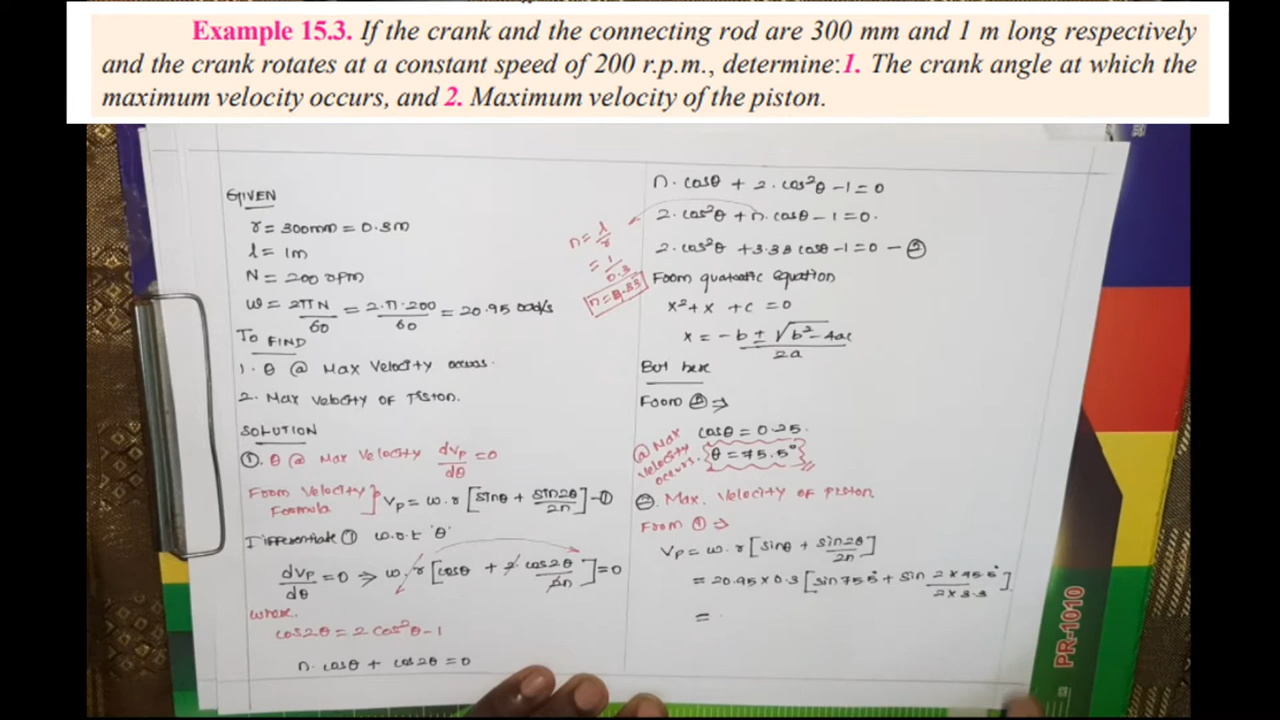 Example 15.3. If the crank and the connecting rod are 300 mm and 1 m long respectively
and the crank rotates at a constant speed of 200 r.p.m., determine:1. The crank angle at which the
maximum velocity occurs, and 2. Maximum velocity of the piston.
GIVEN
r = 300mm = 0.3m
l = 1m
N = 200 rpm
ω = 2πN/60 = 2.π.200/60 = 20.95 rad/s
TO FIND
1. θ @ Max Velocity occurs.
2. Max Velocity OF PISTON.
SOLUTION
①. θ @ Max Velocity dVp/dθ = 0
From Velocity Formula } Vp = ω.r [sinθ + sin2θ/2n] - ①
Differentiate ① w.r.t 'θ'
dVp/dθ = 0 ⇒ ω.r [cosθ + 2.cos2θ/2n] = 0
where.
cos2θ = 2 cos²θ - 1
n. cosθ + cos2θ = 0
n. cosθ + 2. cos²θ - 1 = 0
2. cos²θ + n. cosθ - 1 = 0.
n = l/r
= 1/0.3
n = 3.33
2. cos²θ + 3.33 cosθ - 1 = 0 - ②
From quatratic equation
x² + x + c = 0
x = -b ± √b² - 4ac / 2a
But here
From ② ⇒
cosθ = 0.25.
@ Max Velocity occurs. θ = 75.5°
②. Max. Velocity of Piston
From ① ⇒
Vp = ω.r [sinθ + sin2θ/2n]
= 20.95 x 0.3 [sin 75.5° + sin 2 x 75.5°/2 x 3.3]
=
PR-1010